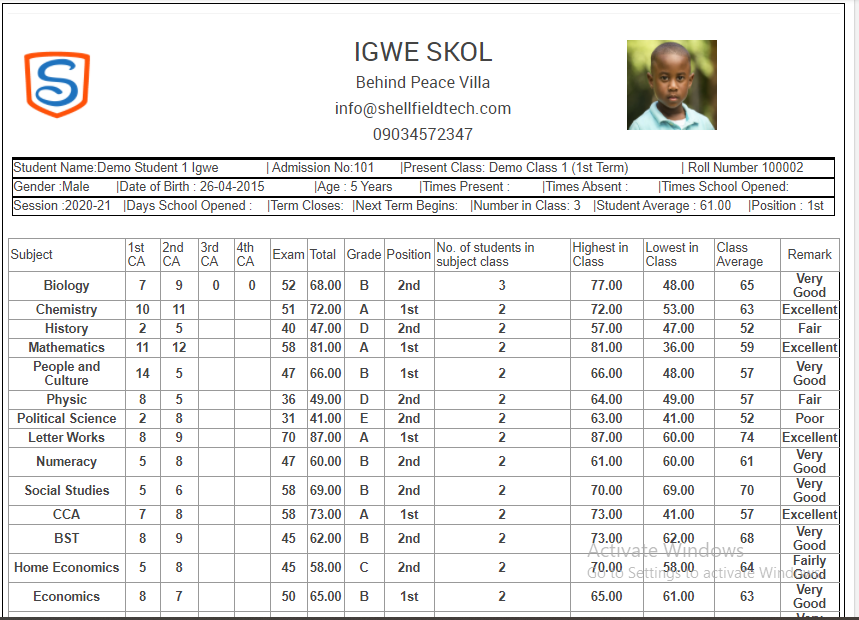 IGWE SKOL
Behind Peace Villa
info@shellfieldtech.com
09034572347
S
Student Name:Demo Student 1 Igwe | Admission No:101 |Present Class: Demo Class 1 (1st Term) | Roll Number 100002
Gender :Male |Date of Birth : 26-04-2015 |Age : 5 Years |Times Present : |Times Absent : |Times School Opened:
Session :2020-21 |Days School Opened : |Term Closes: |Next Term Begins: |Number in Class: 3 |Student Average : 61.00 |Position : 1st
Subject 1st CA 2nd CA 3rd CA 4th CA Exam Total Grade Position No. of students in subject class Highest in Class Lowest in Class Class Average Remark
Biology 7 9 0 0 52 68.00 B 2nd 3 77.00 48.00 65 Very Good
Chemistry 10 11 51 72.00 A 1st 2 72.00 53.00 63 Excellent
History 2 5 40 47.00 D 2nd 2 57.00 47.00 52 Fair
Mathematics 11 12 58 81.00 A 1st 2 81.00 36.00 59 Excellent
People and Culture 14 5 47 66.00 B 1st 2 66.00 48.00 57 Very Good
Physic 8 5 36 49.00 D 2nd 2 64.00 49.00 57 Fair
Political Science 2 8 31 41.00 E 2nd 2 63.00 41.00 52 Poor
Letter Works 8 9 70 87.00 A 1st 2 87.00 60.00 74 Excellent
Numeracy 5 8 47 60.00 B 2nd 2 61.00 60.00 61 Very Good
Social Studies 5 6 58 69.00 B 2nd 2 70.00 69.00 70 Very Good
CCA 7 8 58 73.00 A 1st 2 73.00 41.00 57 Excellent
BST 8 9 45 62.00 B 2nd 2 73.00 62.00 68 Very Good
Home Economics 5 8 45 58.00 C 2nd 2 70.00 58.00 64 Fairly Good
Economics 8 7 50 65.00 B 1st 2 65.00 61.00 63 Very Good
Activate Windows
Go to Settings to activate Windows.